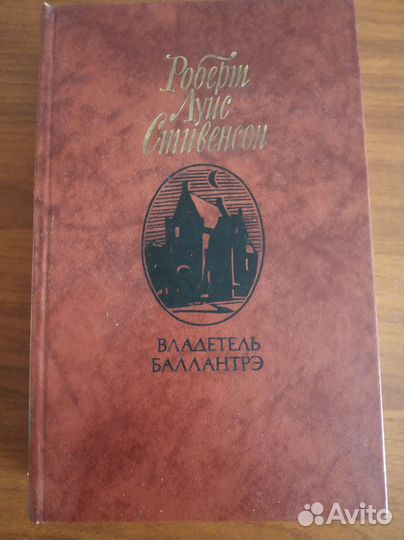 Роберт
Луис
Стивенсон
ВЛАДЕТЕЛЬ
БАЛЛАНТРЭ
Avito